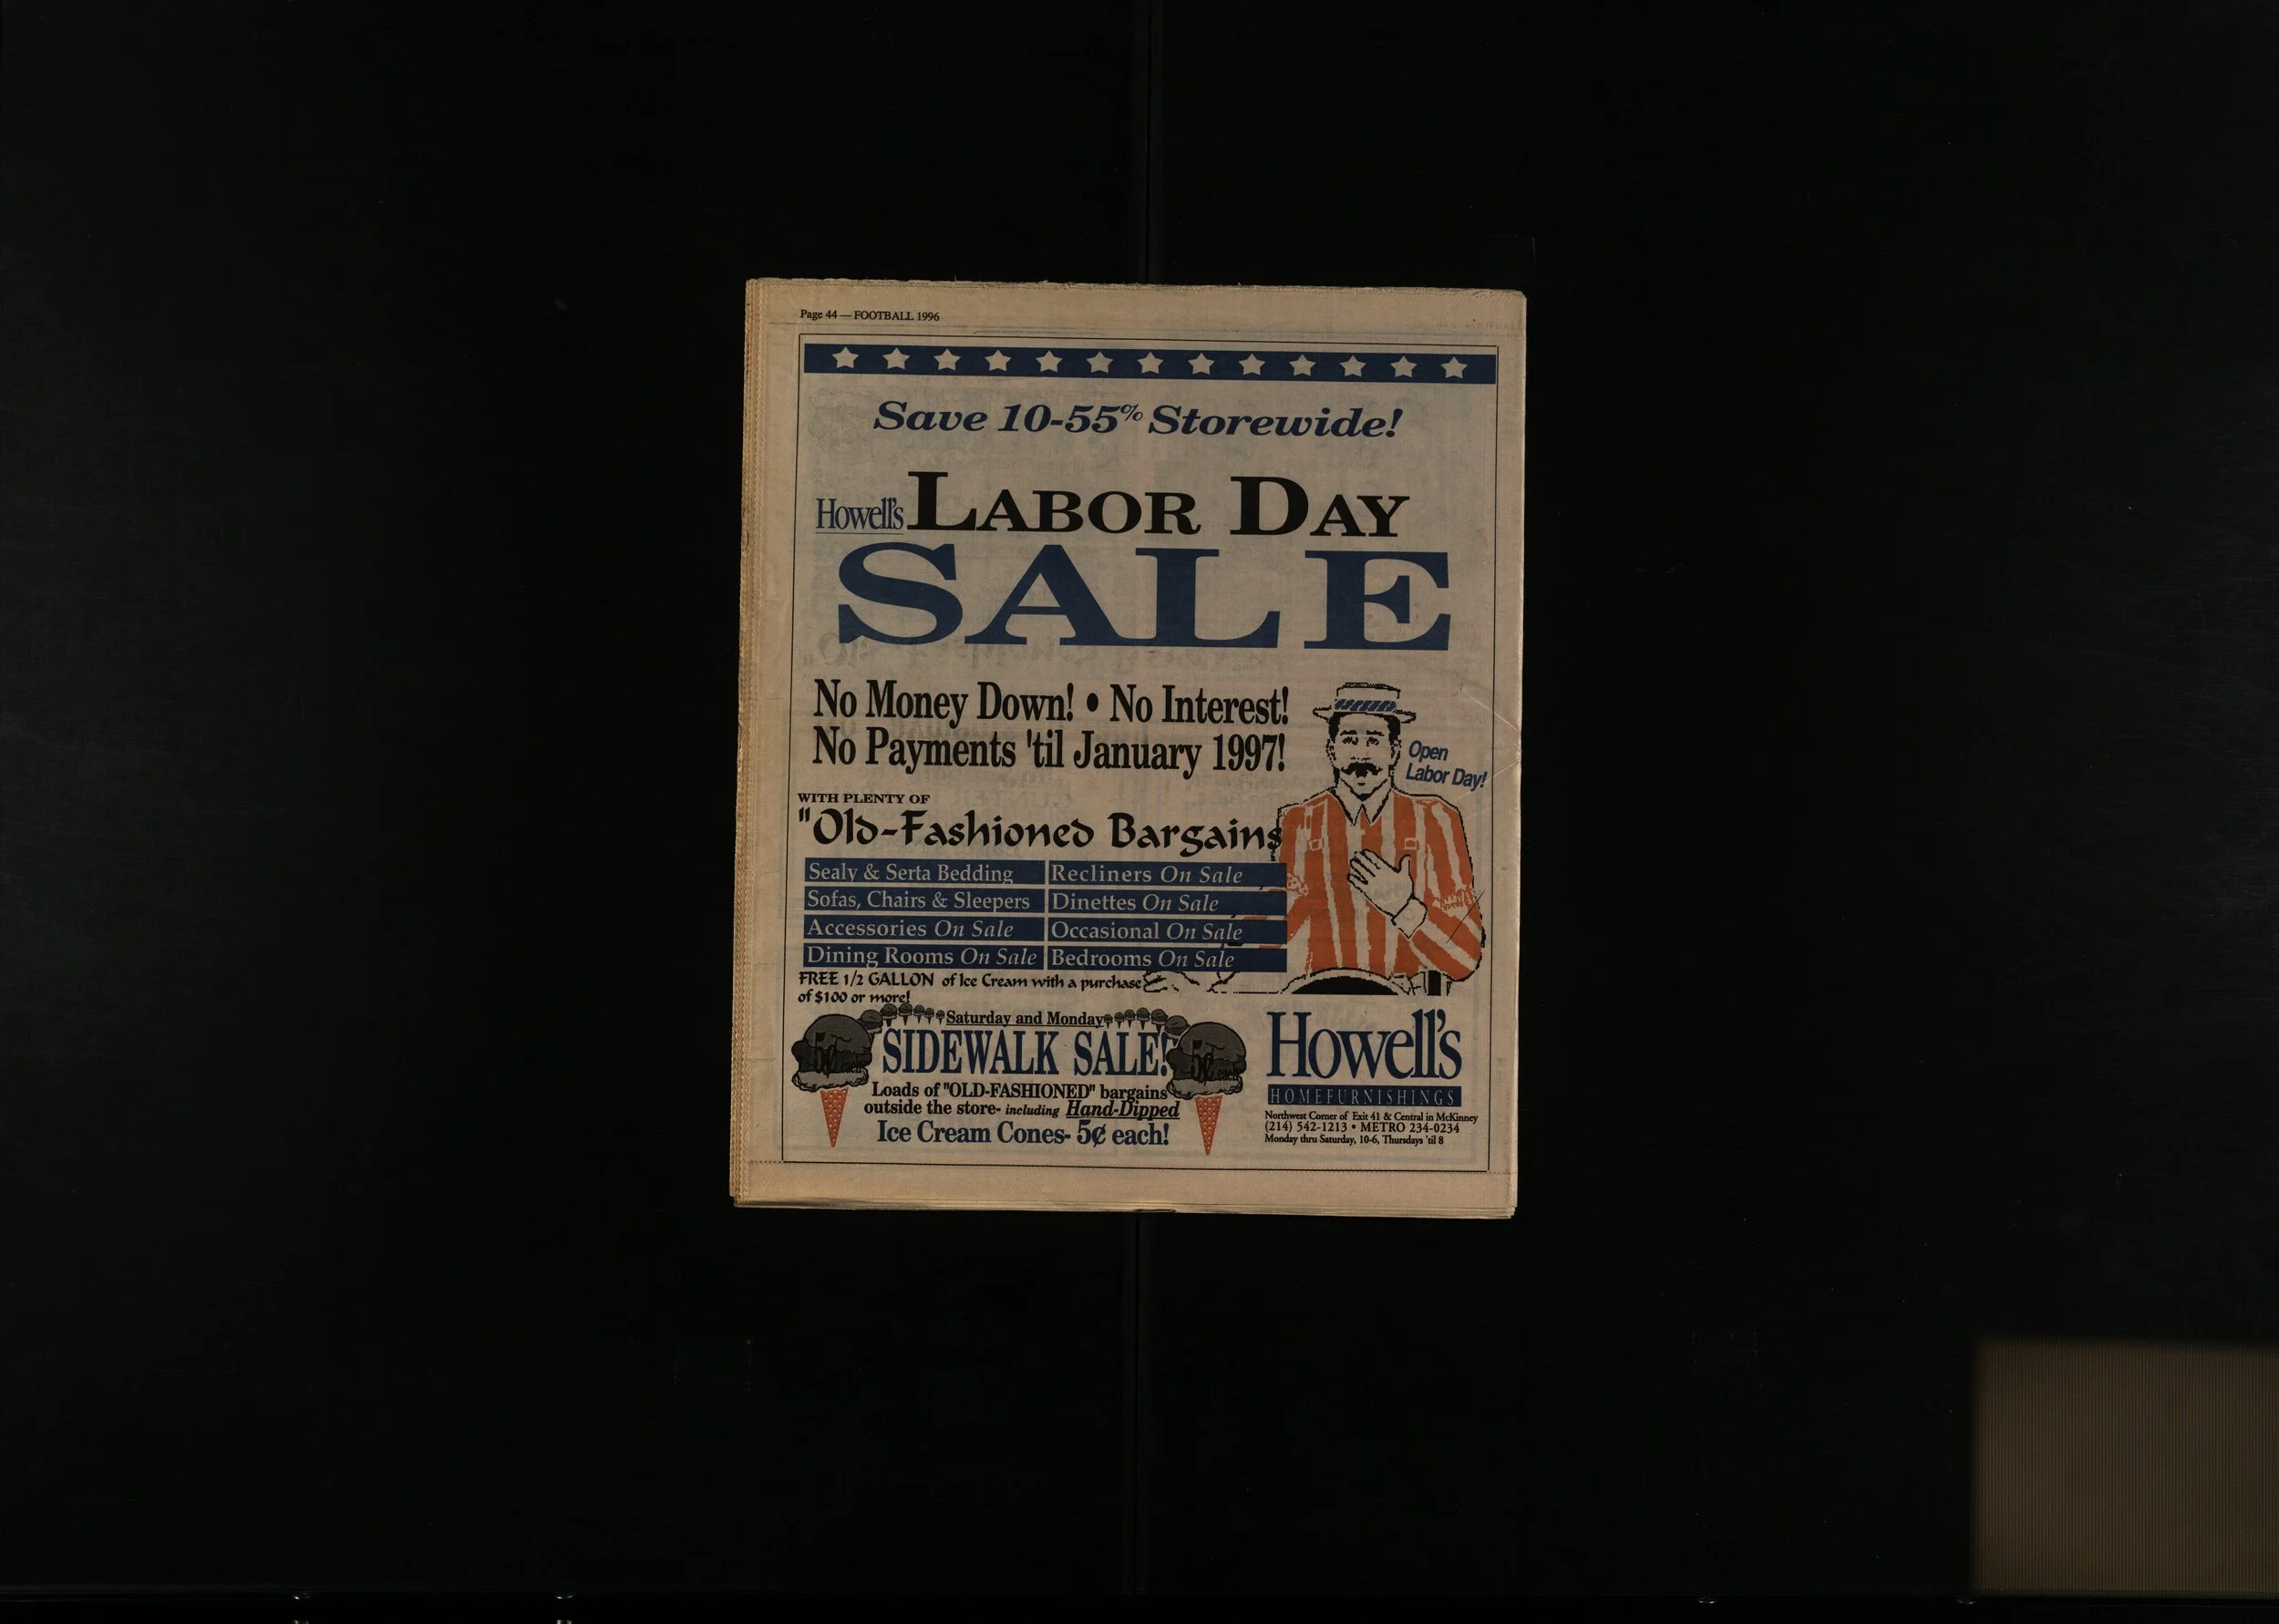 Page 44 — FOOTBALL 1996
Save 10-55% Storewide!
Howell's LABOR DAY
SALE
No Money Down! • No Interest!
No Payments 'til January 1997!
Open
Labor Day!
WITH PLENTY OF
"Old-Fashioned Bargains
Sealy & Serta Bedding
Recliners On Sale
Sofas, Chairs & Sleepers
Dinettes On Sale
Accessories On Sale
Occasional On Sale
Dining Rooms On Sale
Bedrooms On Sale
FREE 1/2 GALLON of Ice Cream with a purchase
of $100 or more!
Saturday and Monday
5¢ each
SIDEWALK SALE!
5¢ each
Loads of "OLD-FASHIONED" bargains
outside the store- including Hand-Dipped
Ice Cream Cones- 5¢ each!
Howell's
HOMEFURNISHINGS
Northwest Corner of Exit 41 & Central in McKinney
(214) 542-1213 • METRO 234-0234
Monday thru Saturday, 10-6, Thursdays 'til 8